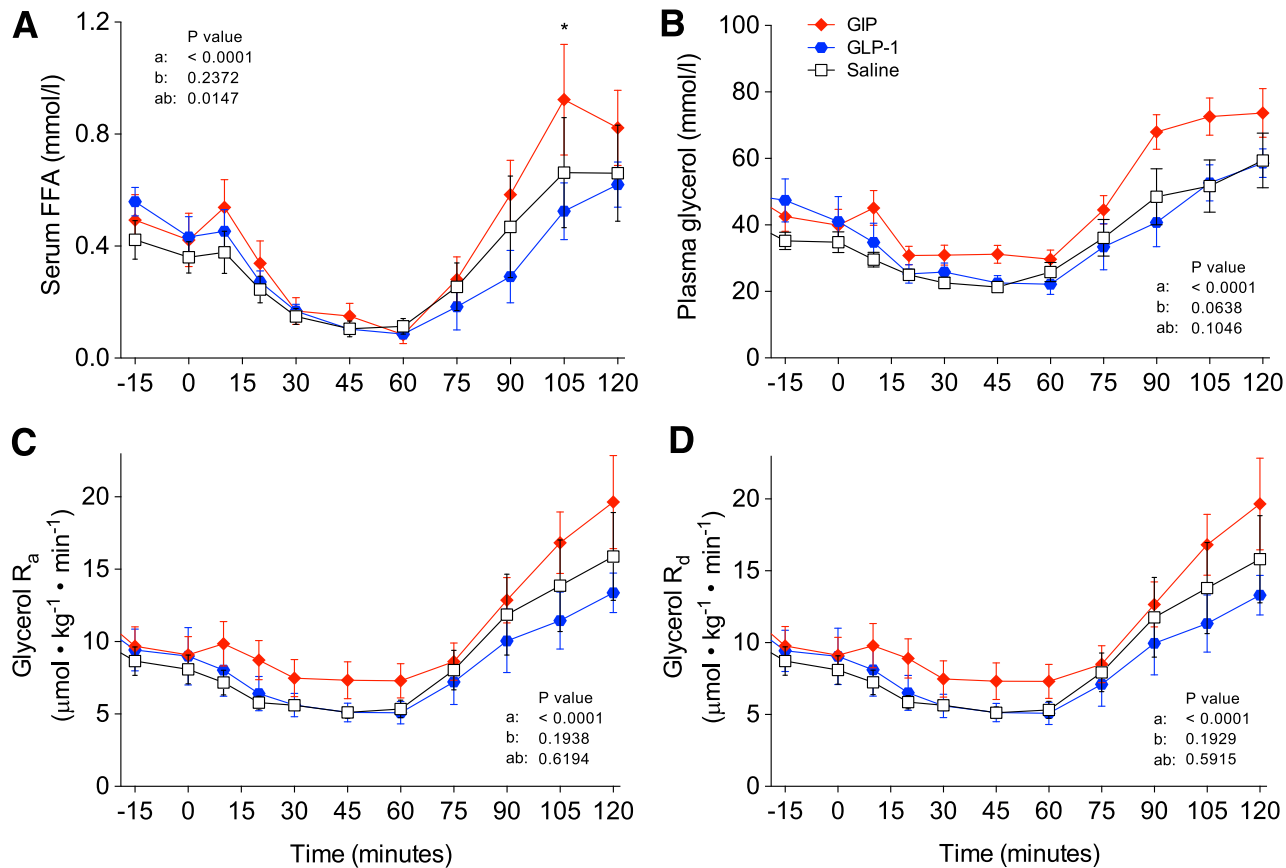 A
Serum FFA (mmol/l)
1.2
0.8
0.4
0.0
P value
a: < 0.0001
b: 0.2372
ab: 0.0147
*
-15 0 15 30 45 60 75 90 105 120
B
Plasma glycerol (mmol/l)
100
80
60
40
20
0
GIP
GLP-1
Saline
P value
a: < 0.0001
b: 0.0638
ab: 0.1046
-15 0 15 30 45 60 75 90 105 120
C
Glycerol Ra
(μmol • kg-1 • min-1)
20
15
10
5
0
P value
a: < 0.0001
b: 0.1938
ab: 0.6194
-15 0 15 30 45 60 75 90 105 120
Time (minutes)
D
Glycerol Rd
(μmol • kg-1 • min-1)
20
15
10
5
0
P value
a: < 0.0001
b: 0.1929
ab: 0.5915
-15 0 15 30 45 60 75 90 105 120
Time (minutes)